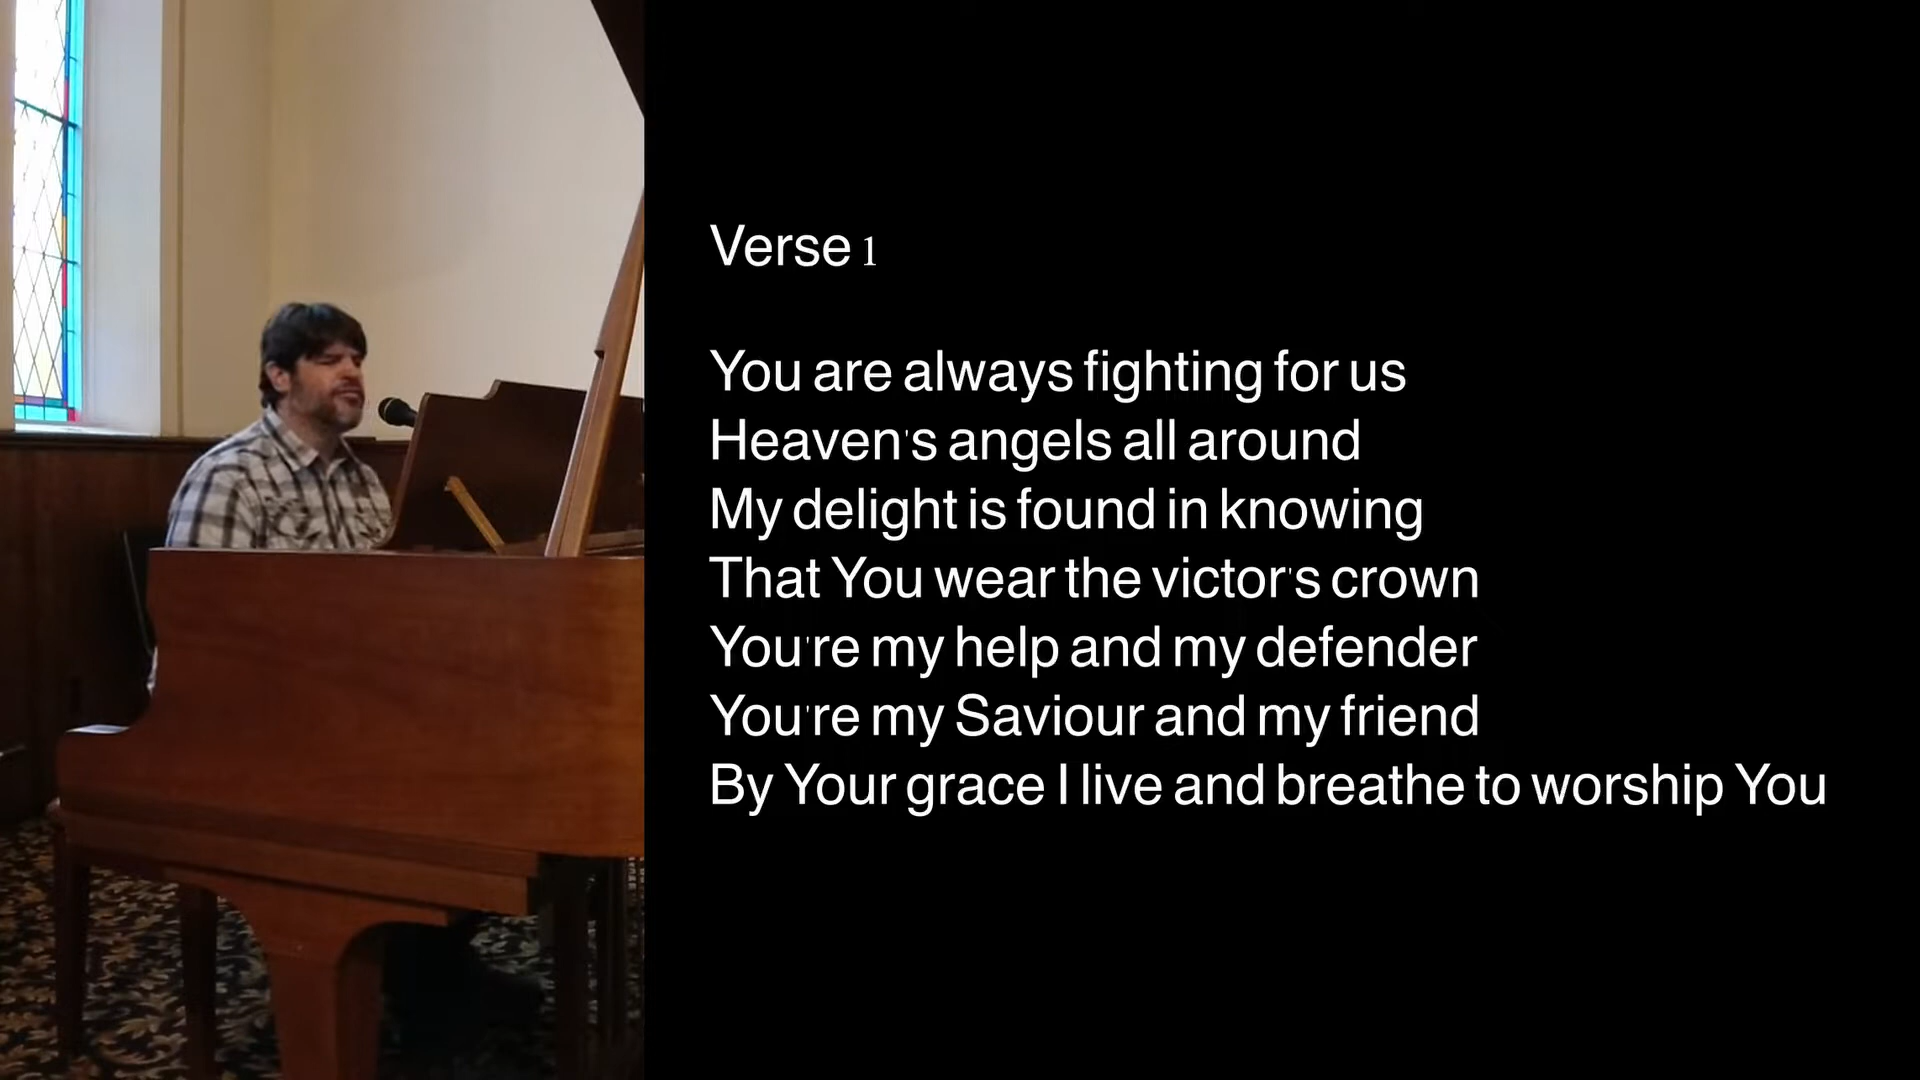 Verse 1
You are always fighting for us
Heaven's angels all around
My delight is found in knowing
That You wear the victor's crown
You're my help and my defender
You're my Saviour and my friend
By Your grace I live and breathe to worship You